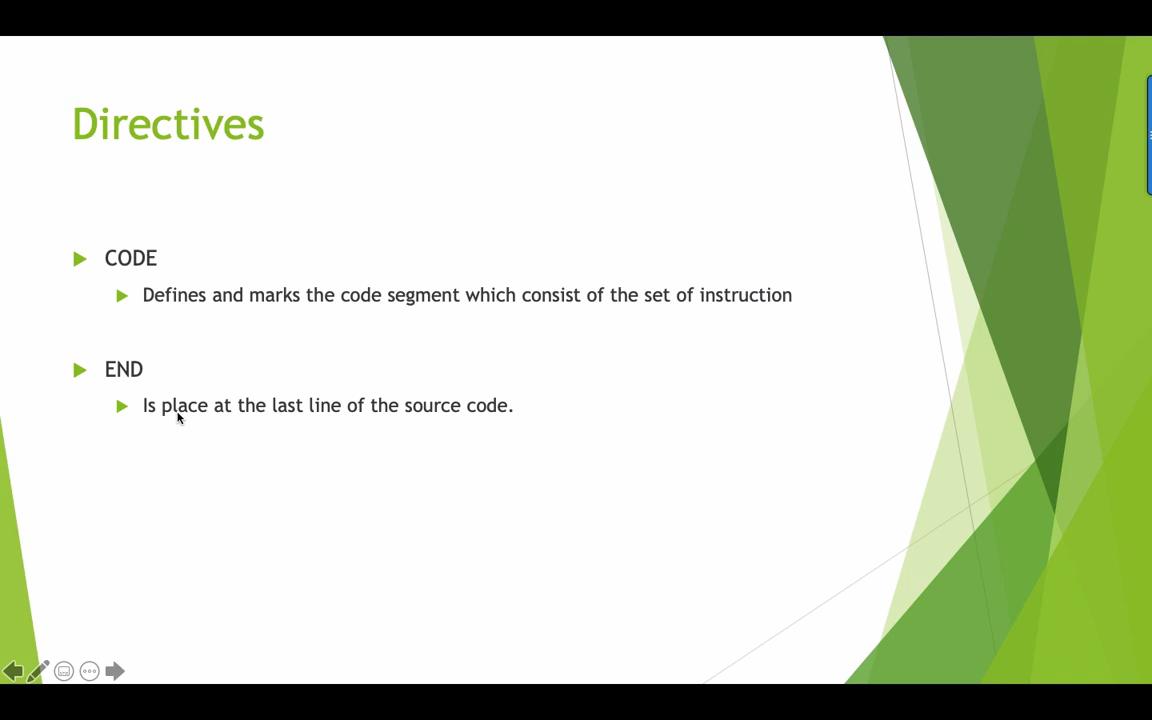 Directives
CODE
Defines and marks the code segment which consist of the set of instruction
END
Is place at the last line of the source code.